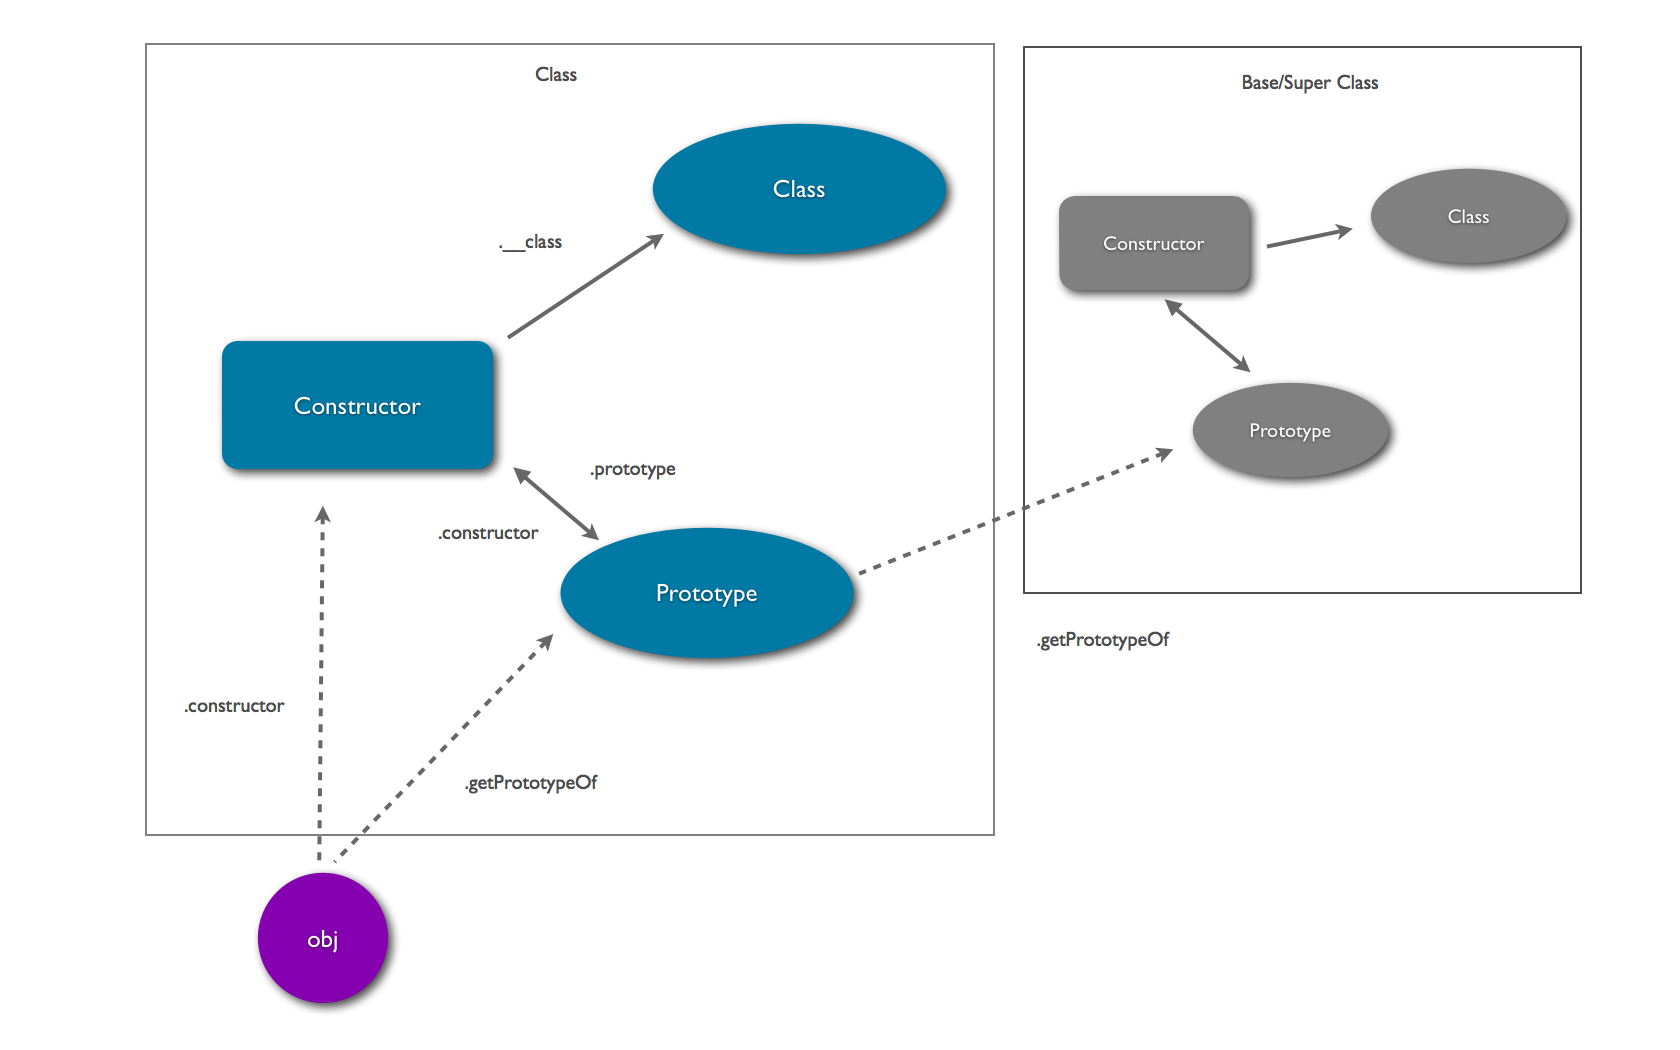 Class
Base/Super Class
Class
Class
.__class
Constructor
Constructor
Prototype
.prototype
.constructor
Prototype
.getPrototypeOf
.constructor
.getPrototypeOf
obj